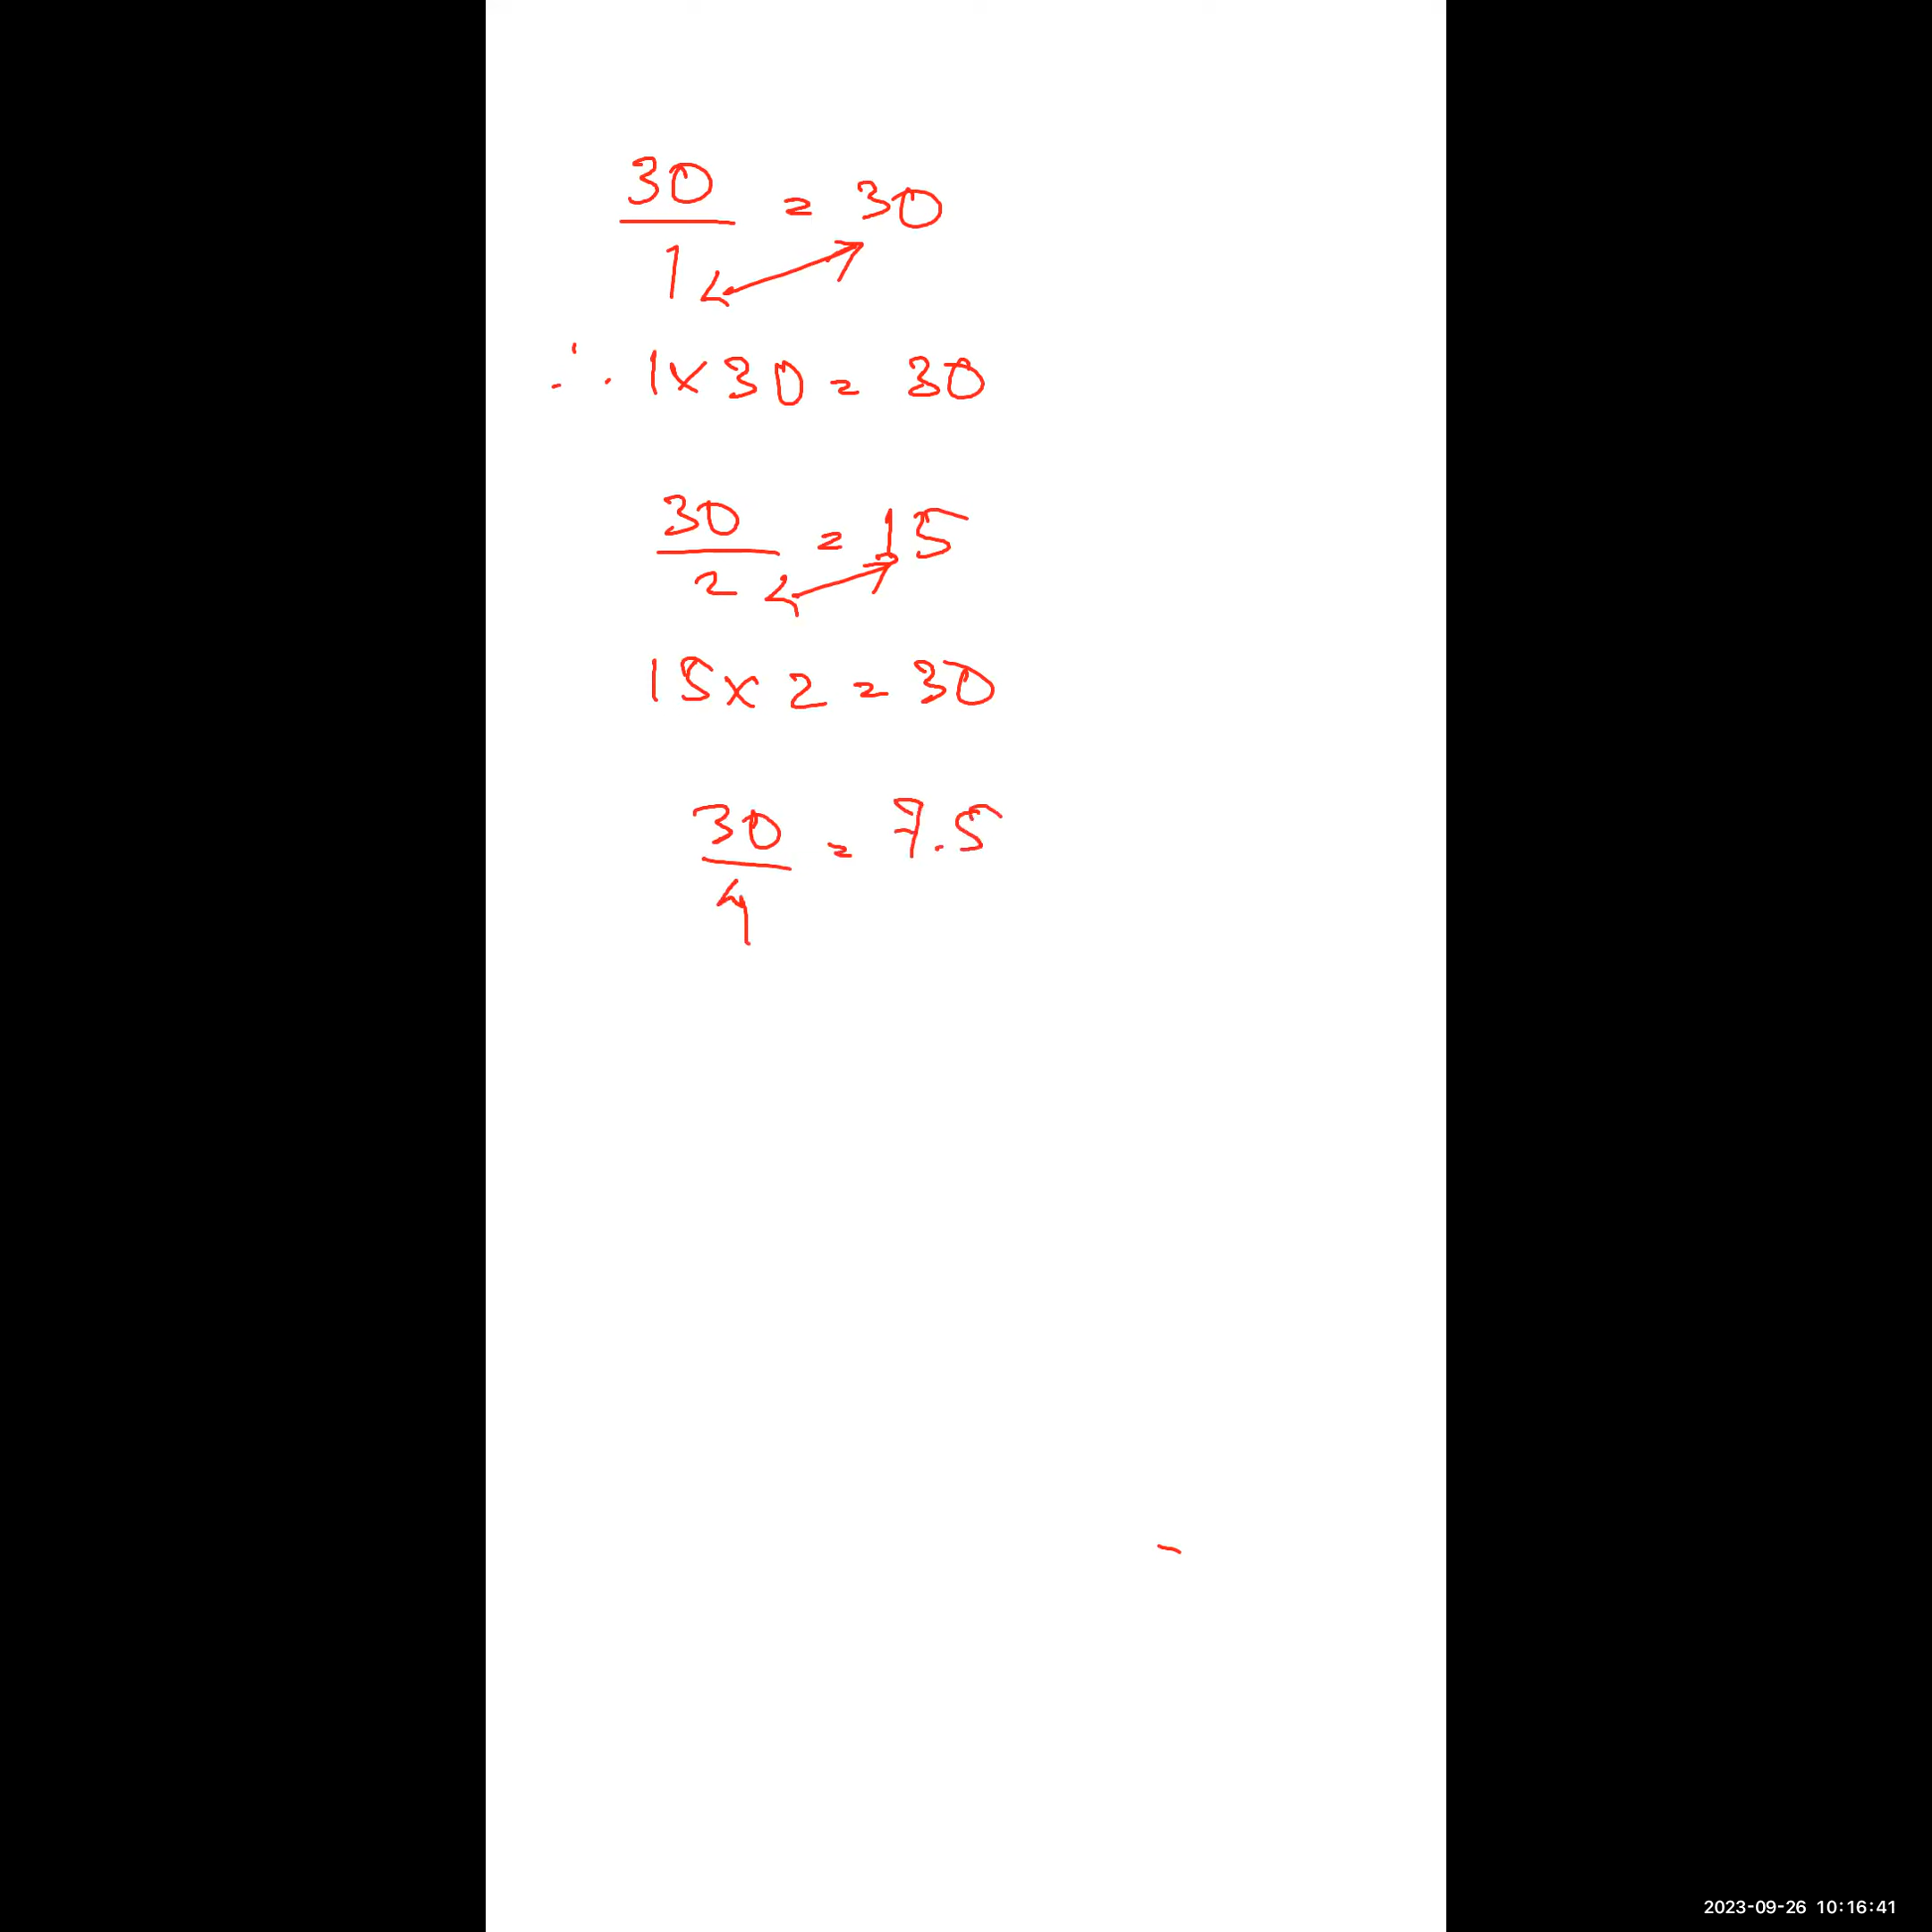 30/1 = 30
∴ 1 x 30 = 30
30/2 = 15
15 x 2 = 30
30/4 = 7.5
2023-09-26 10:16:41